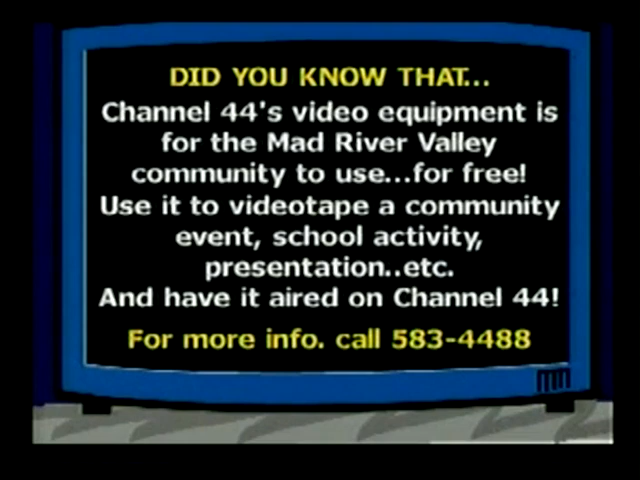 DID YOU KNOW THAT...
Channel 44's video equipment is
for the Mad River Valley
community to use...for free!
Use it to videotape a community
event, school activity,
presentation..etc.
And have it aired on Channel 44!
For more info. call 583-4488